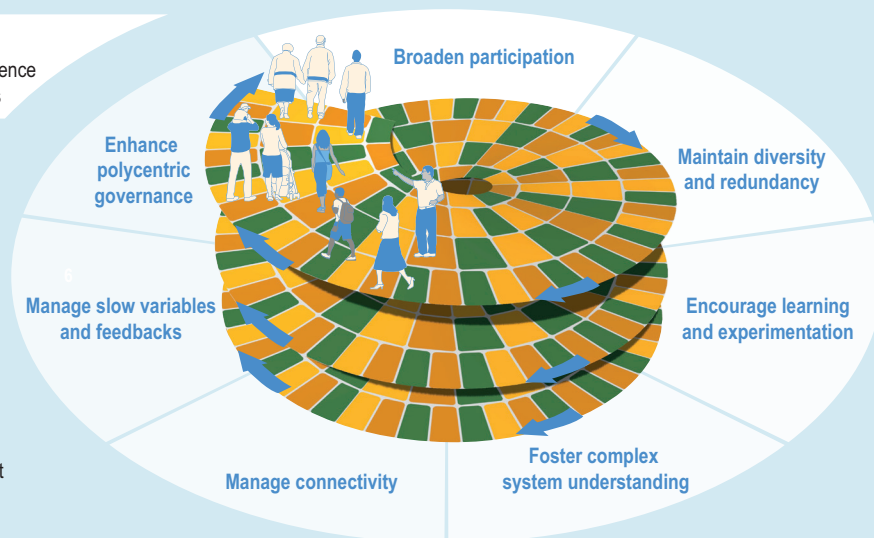 Broaden participation
Enhance
polycentric
governance
Maintain diversity
and redundancy
6
Manage slow variables
and feedbacks
Encourage learning
and experimentation
Foster complex
system understanding
Manage connectivity